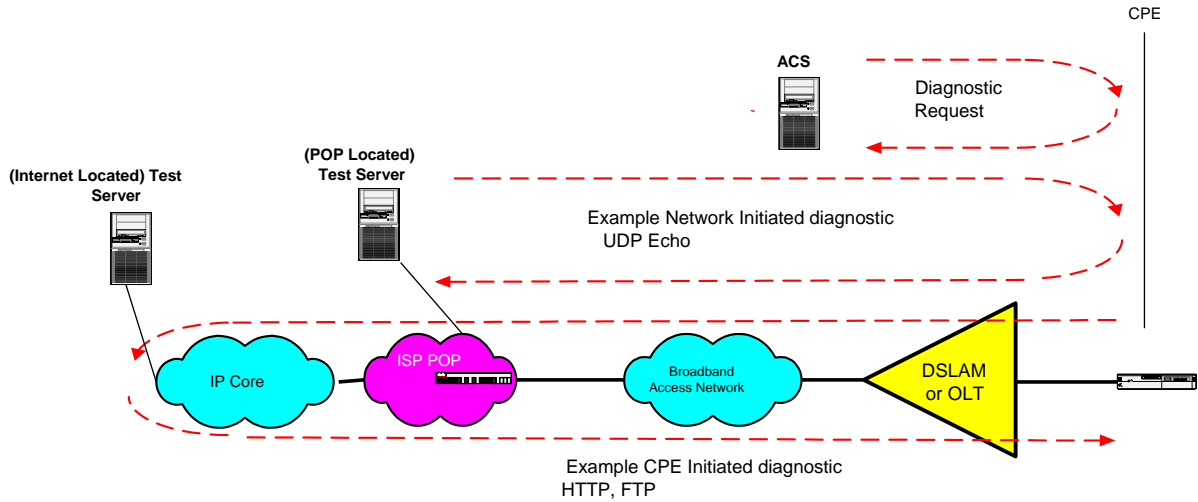 CPE
ACS
Diagnostic
Request
(POP Located)
Test Server
(Internet Located) Test
Server
Example Network Initiated diagnostic
UDP Echo
ISP POP
IP Core
Broadband
Access Network
DSLAM
or OLT
Example CPE Initiated diagnostic
HTTP, FTP